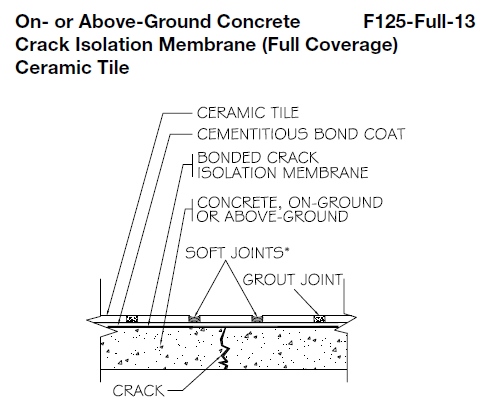 On- or Above-Ground Concrete F125-Full-13
Crack Isolation Membrane (Full Coverage)
Ceramic Tile
CERAMIC TILE
CEMENTITIOUS BOND COAT
BONDED CRACK
ISOLATION MEMBRANE
CONCRETE, ON-GROUND
OR ABOVE-GROUND
SOFT JOINTS*
GROUT JOINT
CRACK